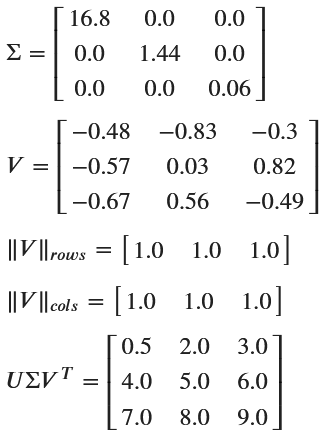 Σ = [ 16.8 0.0 0.0
0.0 1.44 0.0
0.0 0.0 0.06 ]
V = [ −0.48 −0.83 −0.3
−0.57 0.03 0.82
−0.67 0.56 −0.49 ]
‖V‖rows = [ 1.0 1.0 1.0 ]
‖V‖cols = [ 1.0 1.0 1.0 ]
UΣV^T = [ 0.5 2.0 3.0
4.0 5.0 6.0
7.0 8.0 9.0 ]